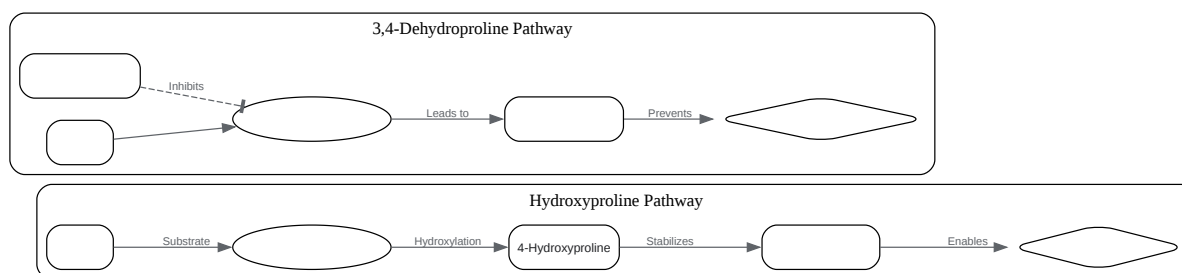 3,4-Dehydroproline Pathway
Inhibits
Leads to
Prevents
Hydroxyproline Pathway
Substrate
Hydroxylation
4-Hydroxyproline
Stabilizes
Enables